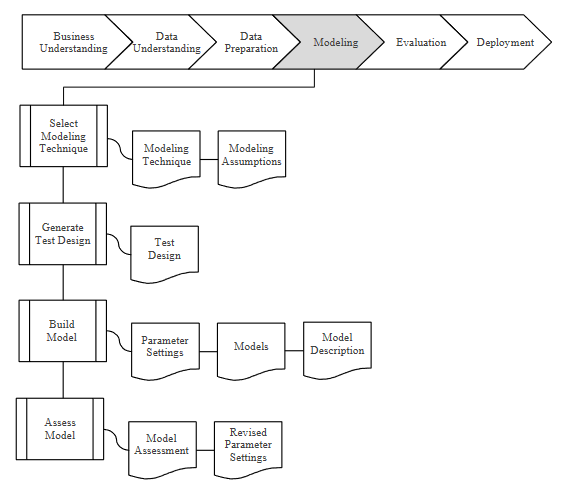 Business
Understanding
Data
Understanding
Data
Preparation
Modeling
Evaluation
Deployment
Select
Modeling
Technique
Modeling
Technique
Modeling
Assumptions
Generate
Test Design
Test
Design
Build
Model
Parameter
Settings
Models
Model
Description
Assess
Model
Model
Assessment
Revised
Parameter
Settings